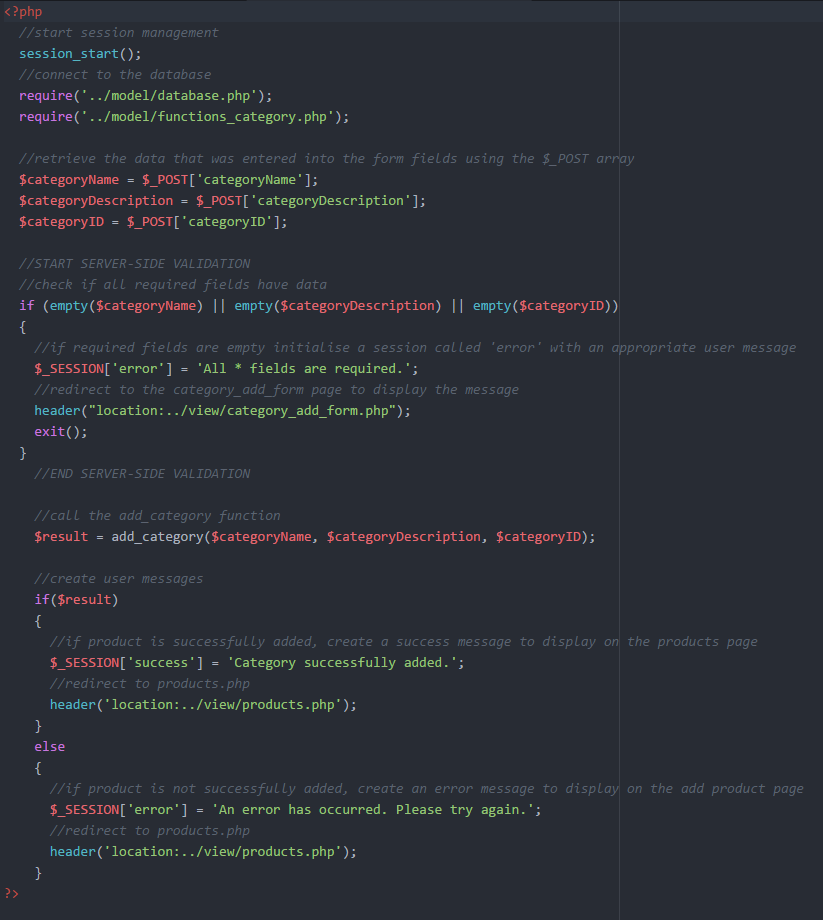 <?php
//start session management
session_start();
//connect to the database
require('../model/database.php');
require('../model/functions_category.php');
//retrieve the data that was entered into the form fields using the $_POST array
$categoryName = $_POST['categoryName'];
$categoryDescription = $_POST['categoryDescription'];
$categoryID = $_POST['categoryID'];
//START SERVER-SIDE VALIDATION
//check if all required fields have data
if (empty($categoryName) || empty($categoryDescription) || empty($categoryID))
{
//if required fields are empty initialise a session called 'error' with an appropriate user message
$_SESSION['error'] = 'All * fields are required.';
//redirect to the category_add_form page to display the message
header("location:../view/category_add_form.php");
exit();
}
//END SERVER-SIDE VALIDATION
//call the add_category function
$result = add_category($categoryName, $categoryDescription, $categoryID);
//create user messages
if($result)
{
//if product is successfully added, create a success message to display on the products page
$_SESSION['success'] = 'Category successfully added.';
//redirect to products.php
header('location:../view/products.php');
}
else
{
//if product is not successfully added, create an error message to display on the add product page
$_SESSION['error'] = 'An error has occurred. Please try again.';
//redirect to products.php
header('location:../view/products.php');
}
?>